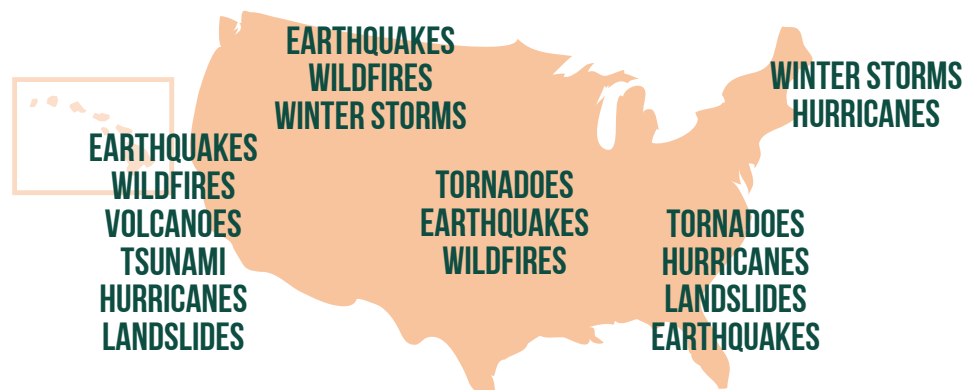 EARTHQUAKES
WILDFIRES
WINTER STORMS
WINTER STORMS
HURRICANES
EARTHQUAKES
WILDFIRES
VOLCANOES
TSUNAMI
HURRICANES
LANDSLIDES
TORNADOES
EARTHQUAKES
WILDFIRES
TORNADOES
HURRICANES
LANDSLIDES
EARTHQUAKES